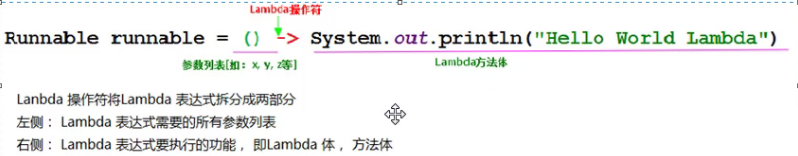 Lambda操作符
Runnable runnable = () -> System.out.println("Hello World Lambda")
参数列表[如：x, y, z等]
Lambda方法体
Lanbda 操作符将Lambda 表达式拆分成两部分
左侧：Lambda 表达式需要的所有参数列表
右侧：Lambda 表达式要执行的功能，即Lambda 体，方法体